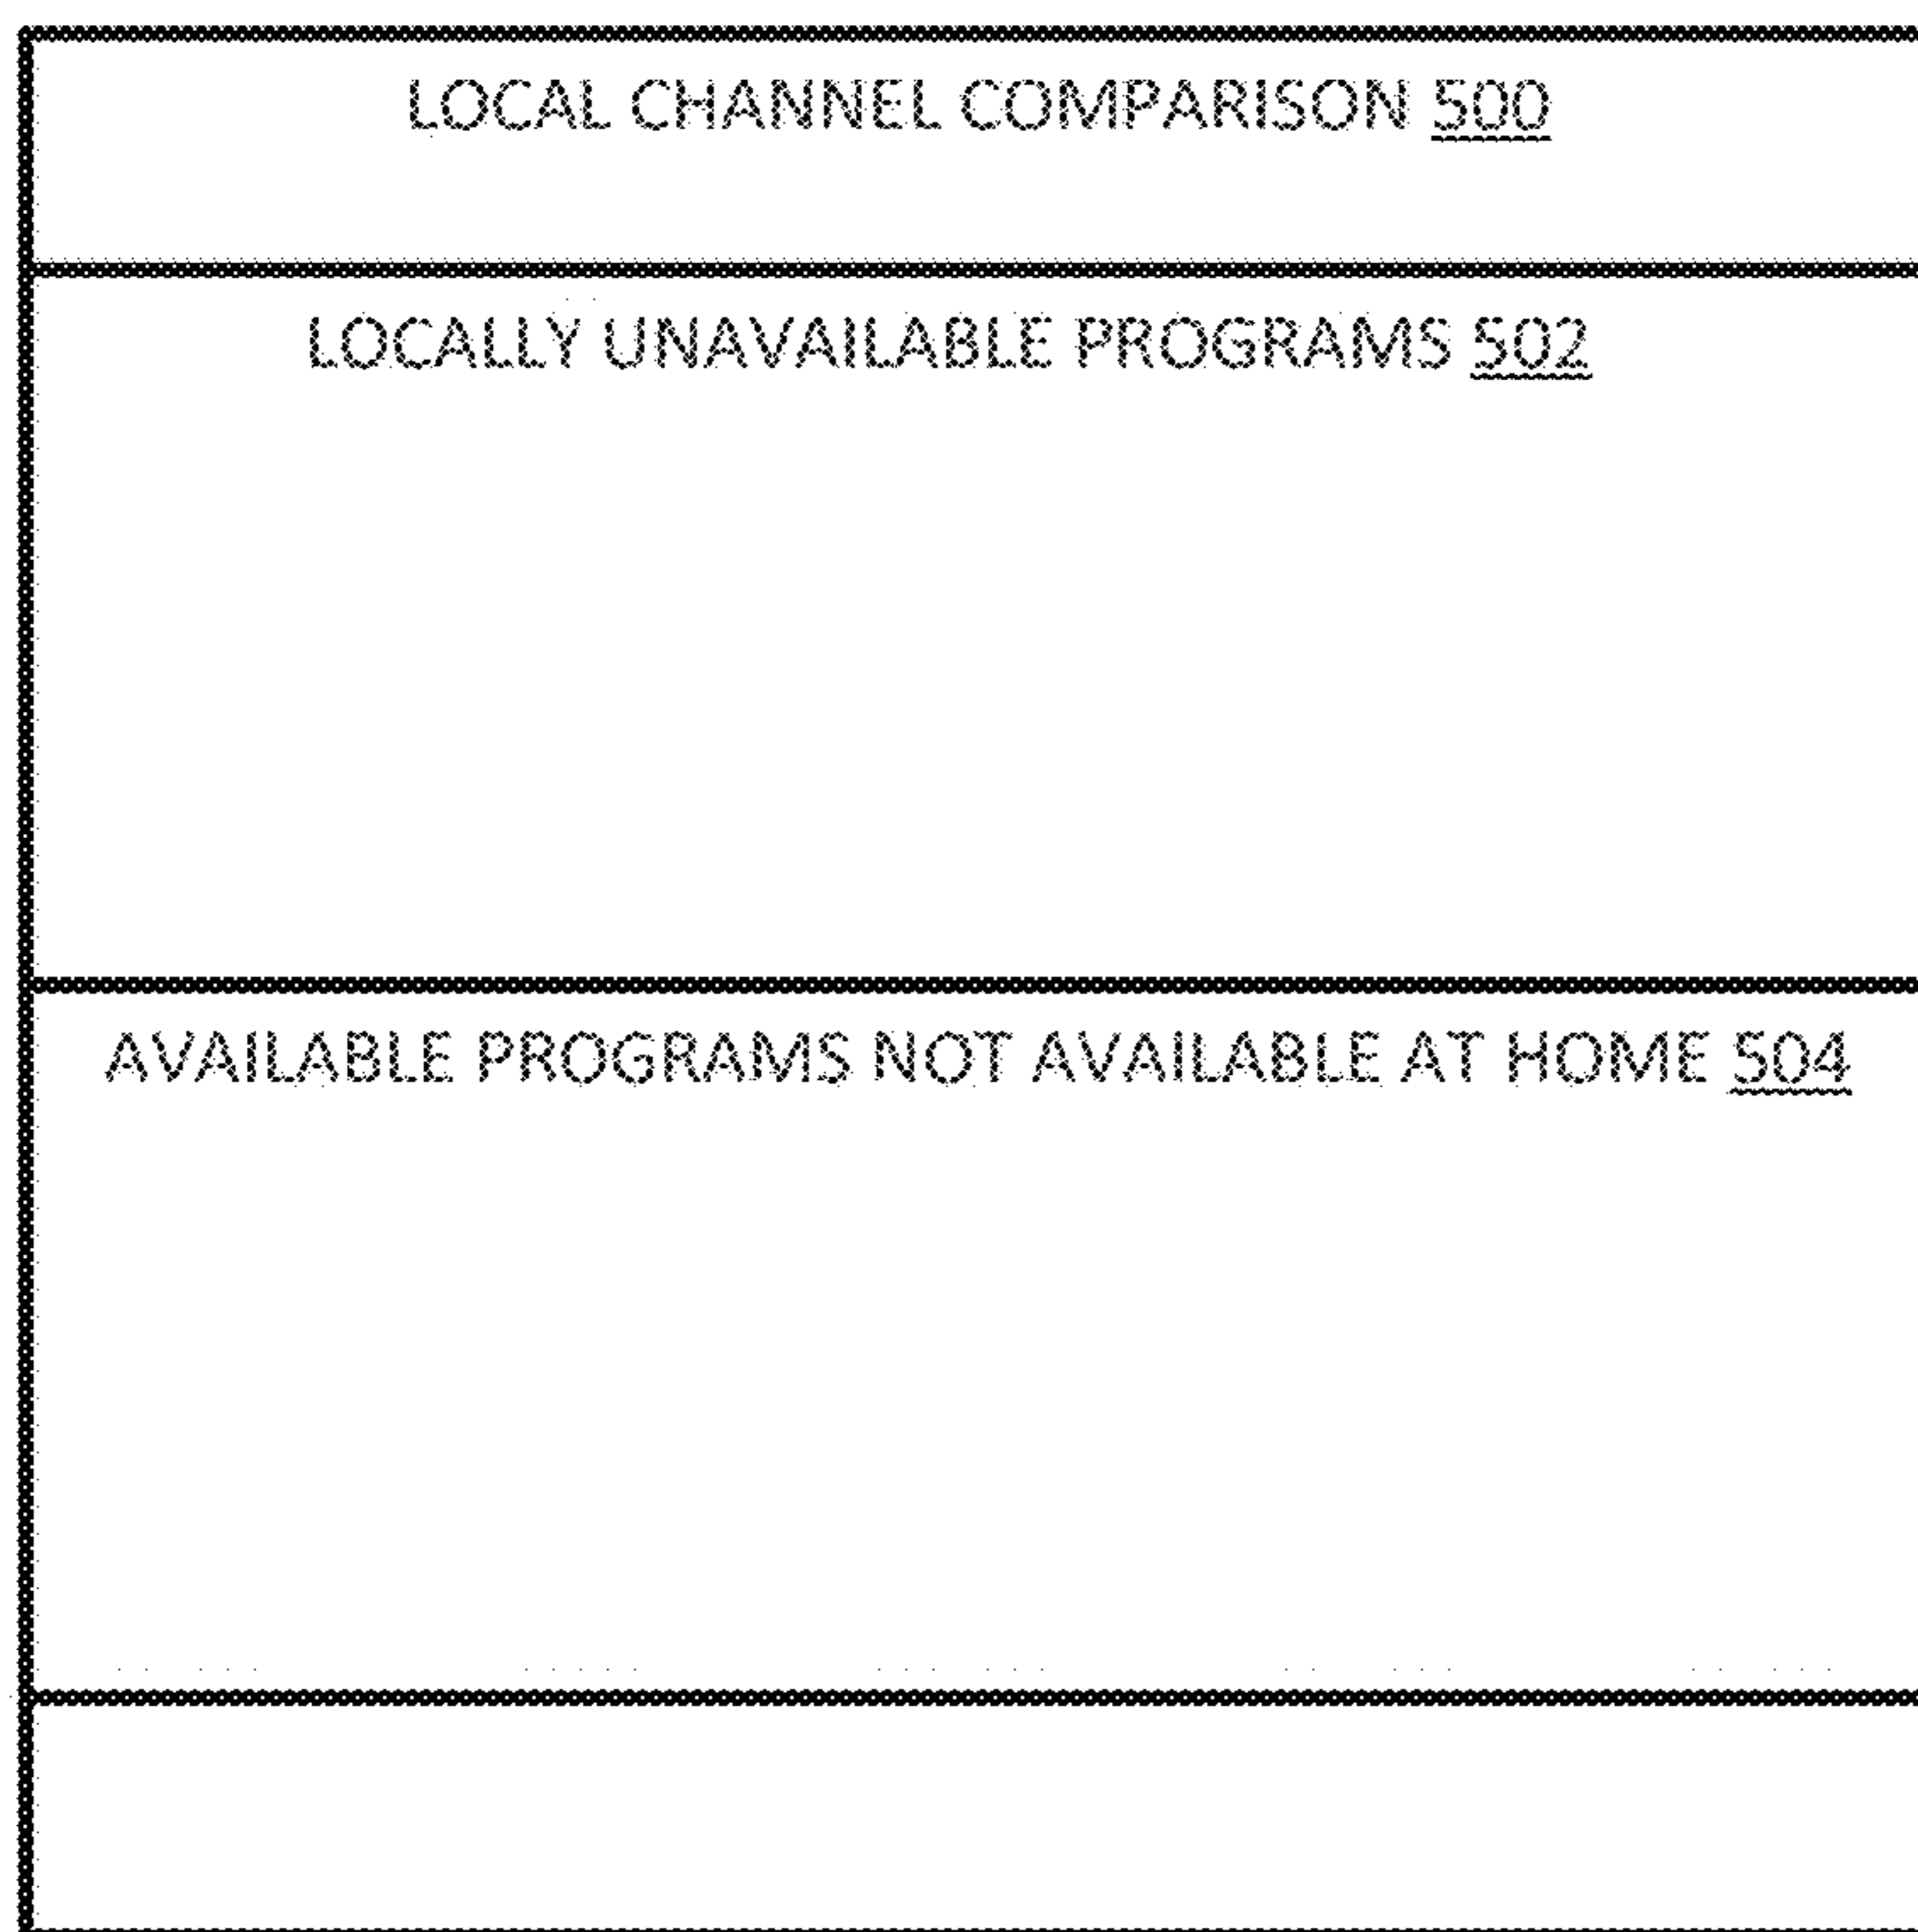 LOCAL CHANNEL COMPARISON 500
LOCALLY UNAVAILABLE PROGRAMS 502
AVAILABLE PROGRAMS NOT AVAILABLE AT HOME 504